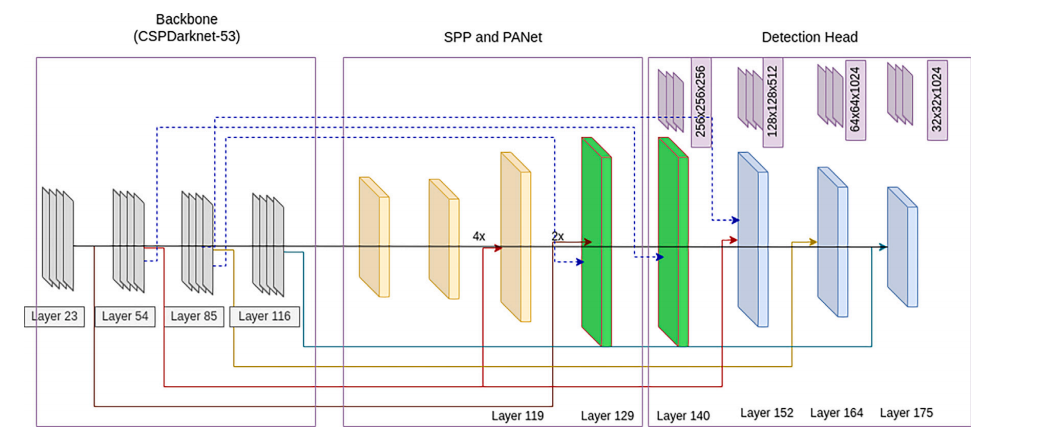 Backbone
(CSPDarknet-53)
SPP and PANet
Detection Head
256x256x256
128x128x512
64x64x1024
32x32x1024
4x
2x
Layer 23
Layer 54
Layer 85
Layer 116
Layer 119
Layer 129
Layer 140
Layer 152
Layer 164
Layer 175